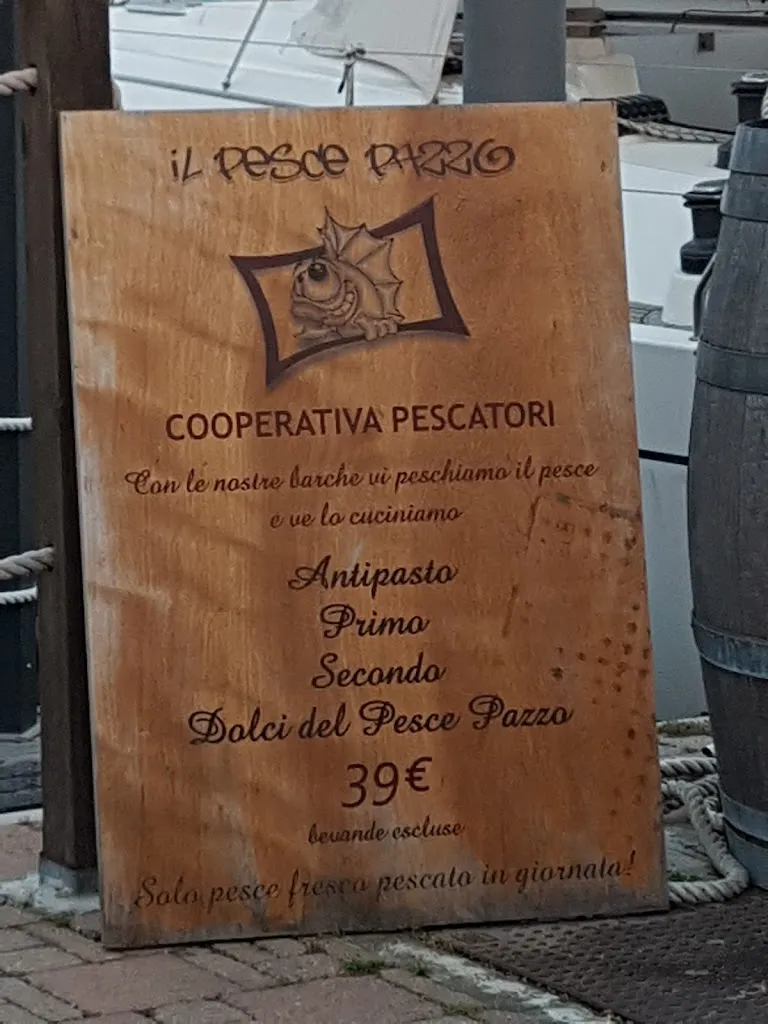 iL PESCE PAZZO
COOPERATIVA PESCATORI
Con le nostre barche vi peschiamo il pesce
e ve lo cuciniamo
Antipasto
Primo
Secondo
Dolci del Pesce Pazzo
39€
bevande escluse
Solo pesce fresco pescato in giornata!